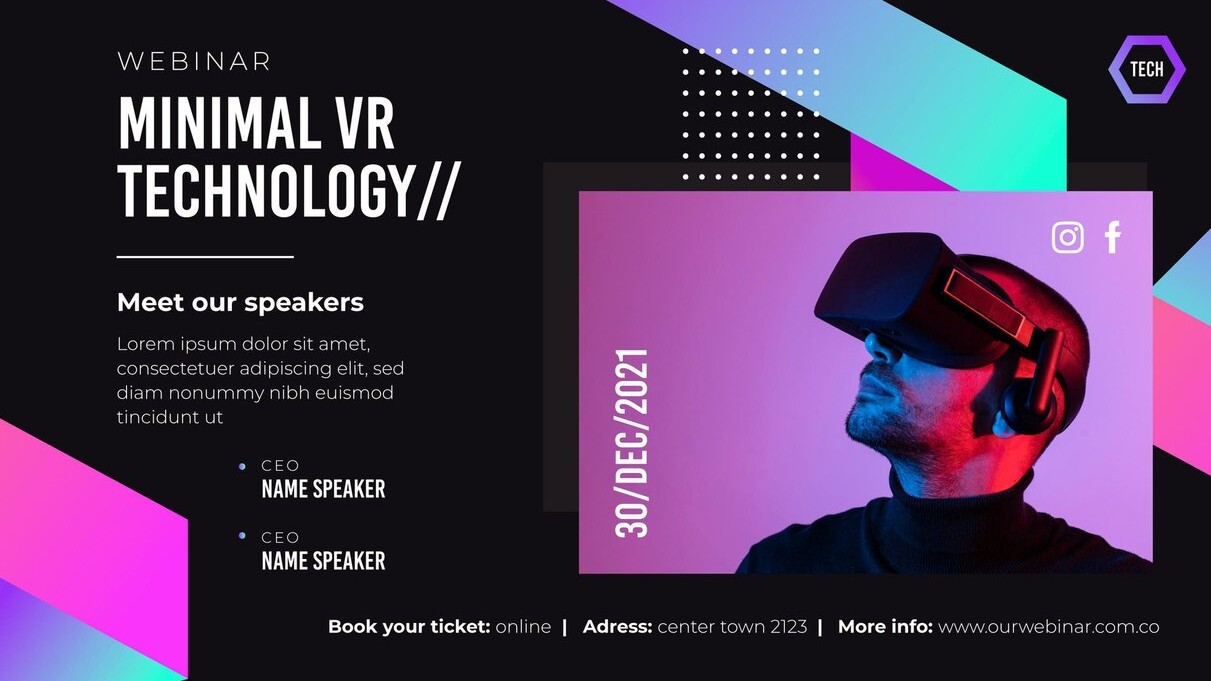 WEBINAR
MINIMAL VR
TECHNOLOGY//
TECH
Meet our speakers
Lorem ipsum dolor sit amet,
consectetuer adipiscing elit, sed
diam nonummy nibh euismod
tincidunt ut
CEO
NAME SPEAKER
CEO
NAME SPEAKER
30/DEC/2021
Book your ticket: online | Adress: center town 2123 | More info: www.ourwebinar.com.co